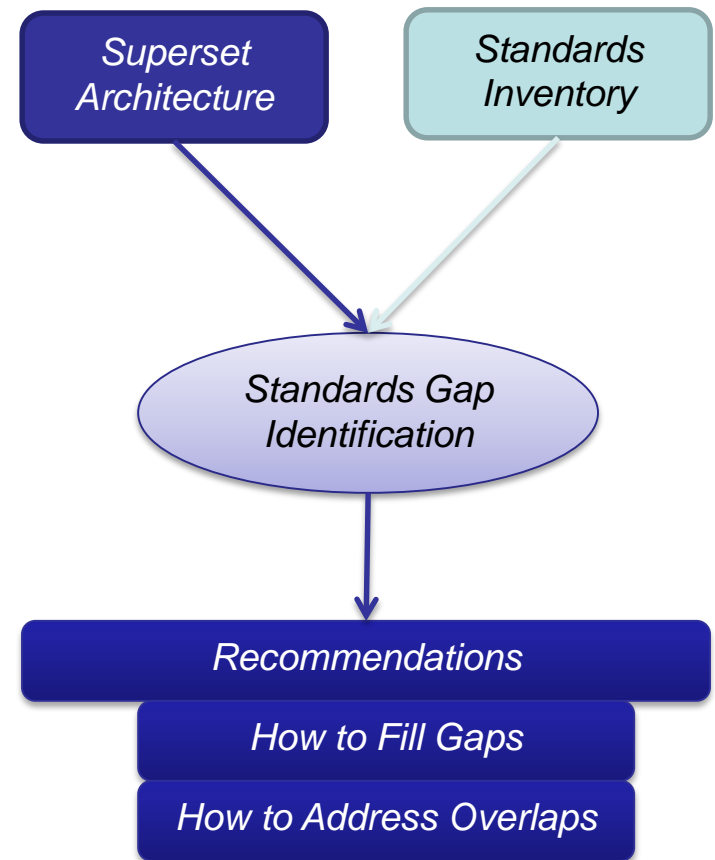 Superset
Architecture
Standards
Inventory
Standards Gap
Identification
Recommendations
How to Fill Gaps
How to Address Overlaps